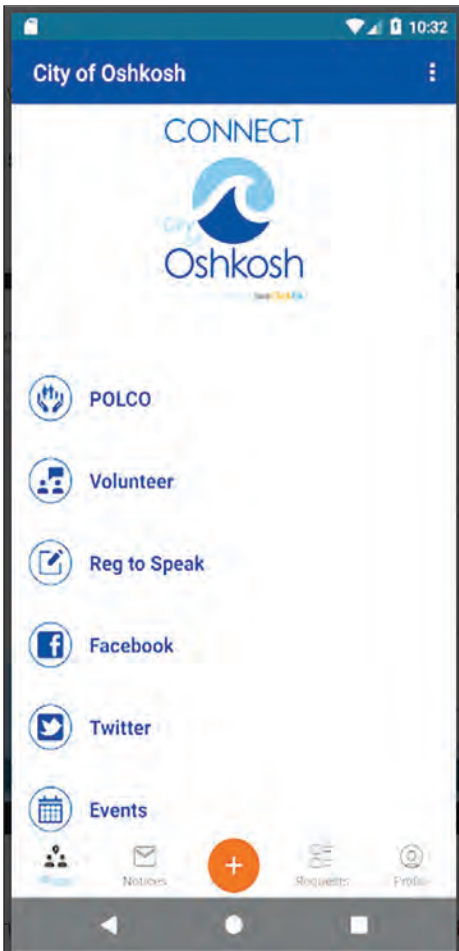 10:32
City of Oshkosh
CONNECT
City
of
Oshkosh
POLCO
Volunteer
Reg to Speak
Facebook
Twitter
Events
Notices
Requests
Profile